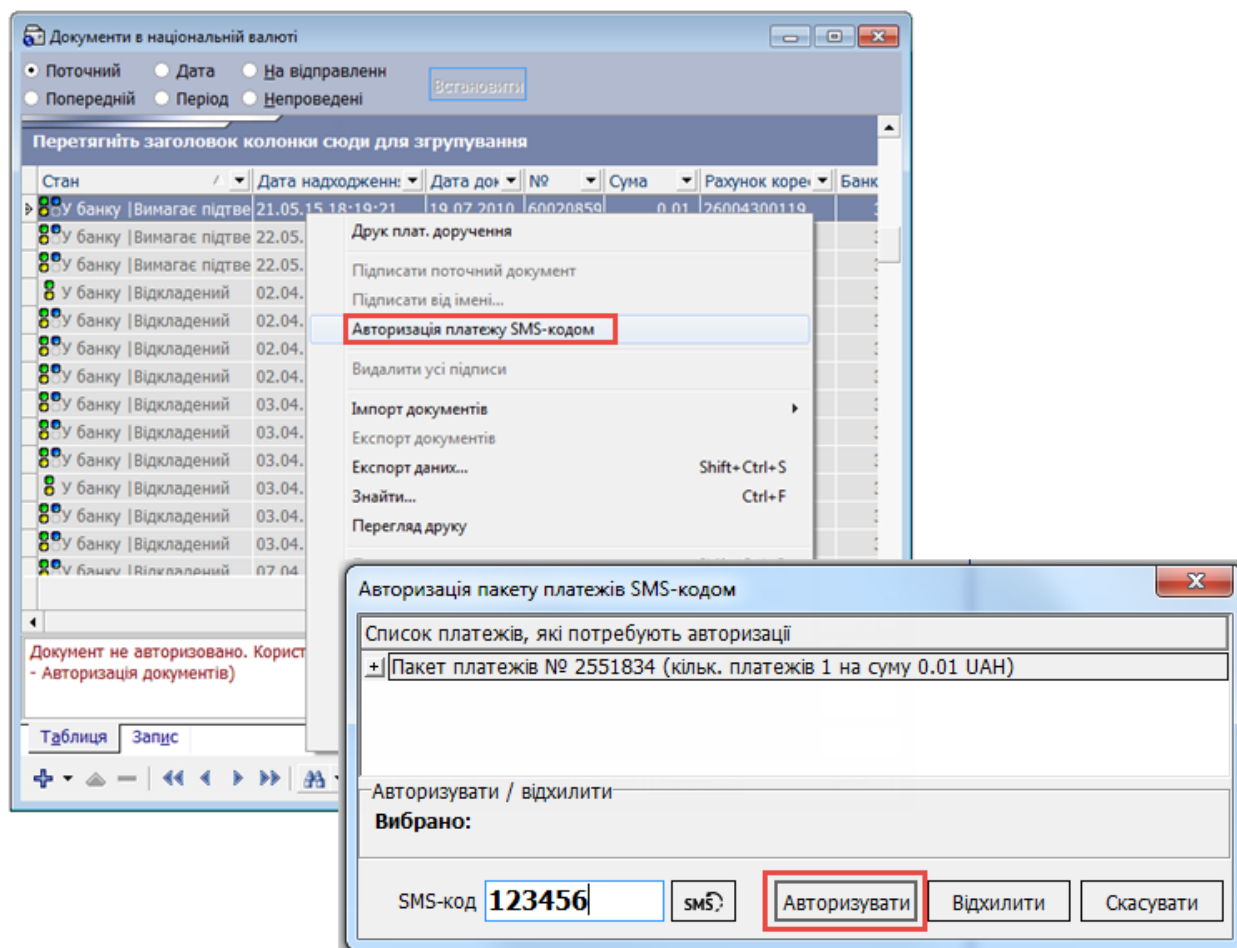 Документи в національній валюті
Поточний Дата На відправленн
Встановити
Попередній Період Непроведені
Перетягніть заголовок колонки сюди для згрупування
Стан Дата надходженн: Дата док № Сума Рахунок корес Банк
У банку |Вимагає підтве 21.05.15 18:19:21 19.07.2010 60020859 0.01 26004300119
У банку |Вимагає підтве 22.05.
У банку |Вимагає підтве 22.05.
У банку |Відкладений 02.04.
У банку |Відкладений 02.04.
У банку |Відкладений 02.04.
У банку |Відкладений 02.04.
У банку |Відкладений 03.04.
У банку |Відкладений 03.04.
У банку |Відкладений 03.04.
У банку |Відкладений 03.04.
У банку |Відкладений 03.04.
У банку |Відкладений 03.04.
У банку |Відкладений 07.04
Друк плат. доручення
Підписати поточний документ
Підписати від імені...
Авторизація платежу SMS-кодом
Видалити усі підписи
Імпорт документів
Експорт документів
Експорт даних... Shift+Ctrl+S
Знайти... Ctrl+F
Перегляд друку
Документ не авторизовано. Корист
- Авторизація документів)
Таблиця Запис
Авторизація пакету платежів SMS-кодом
Список платежів, які потребують авторизації
Пакет платежів № 2551834 (кільк. платежів 1 на суму 0.01 UAH)
Авторизувати / відхилити
Вибрано:
SMS-код 123456 SMS Авторизувати Відхилити Скасувати